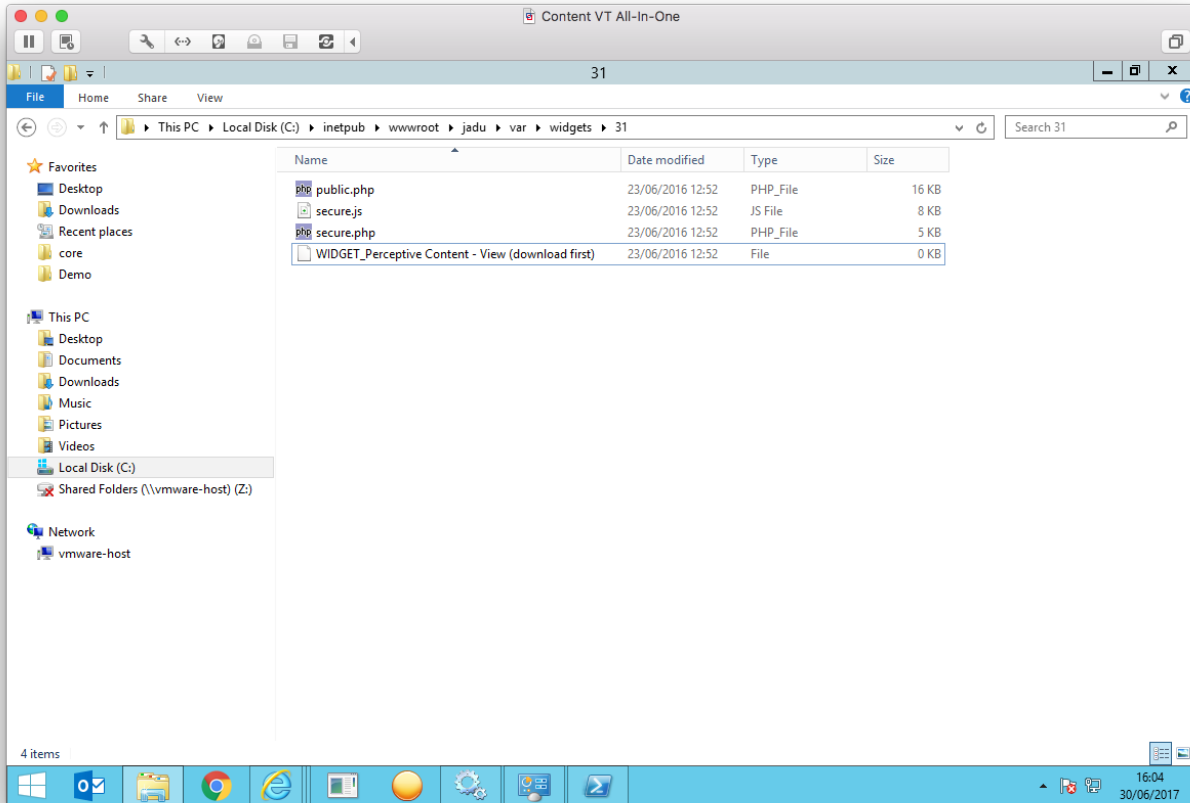 Content VT All-In-One
31
File Home Share View
This PC Local Disk (C:) inetpub wwwroot jadu var widgets 31
Search 31
Favorites
Desktop
Downloads
Recent places
core
Demo
This PC
Desktop
Documents
Downloads
Music
Pictures
Videos
Local Disk (C:)
Shared Folders (\\vmware-host) (Z:)
Network
vmware-host
Name Date modified Type Size
php public.php 23/06/2016 12:52 PHP_File 16 KB
secure.js 23/06/2016 12:52 JS File 8 KB
php secure.php 23/06/2016 12:52 PHP_File 5 KB
WIDGET_Perceptive Content - View (download first) 23/06/2016 12:52 File 0 KB
4 items
16:04
30/06/2017